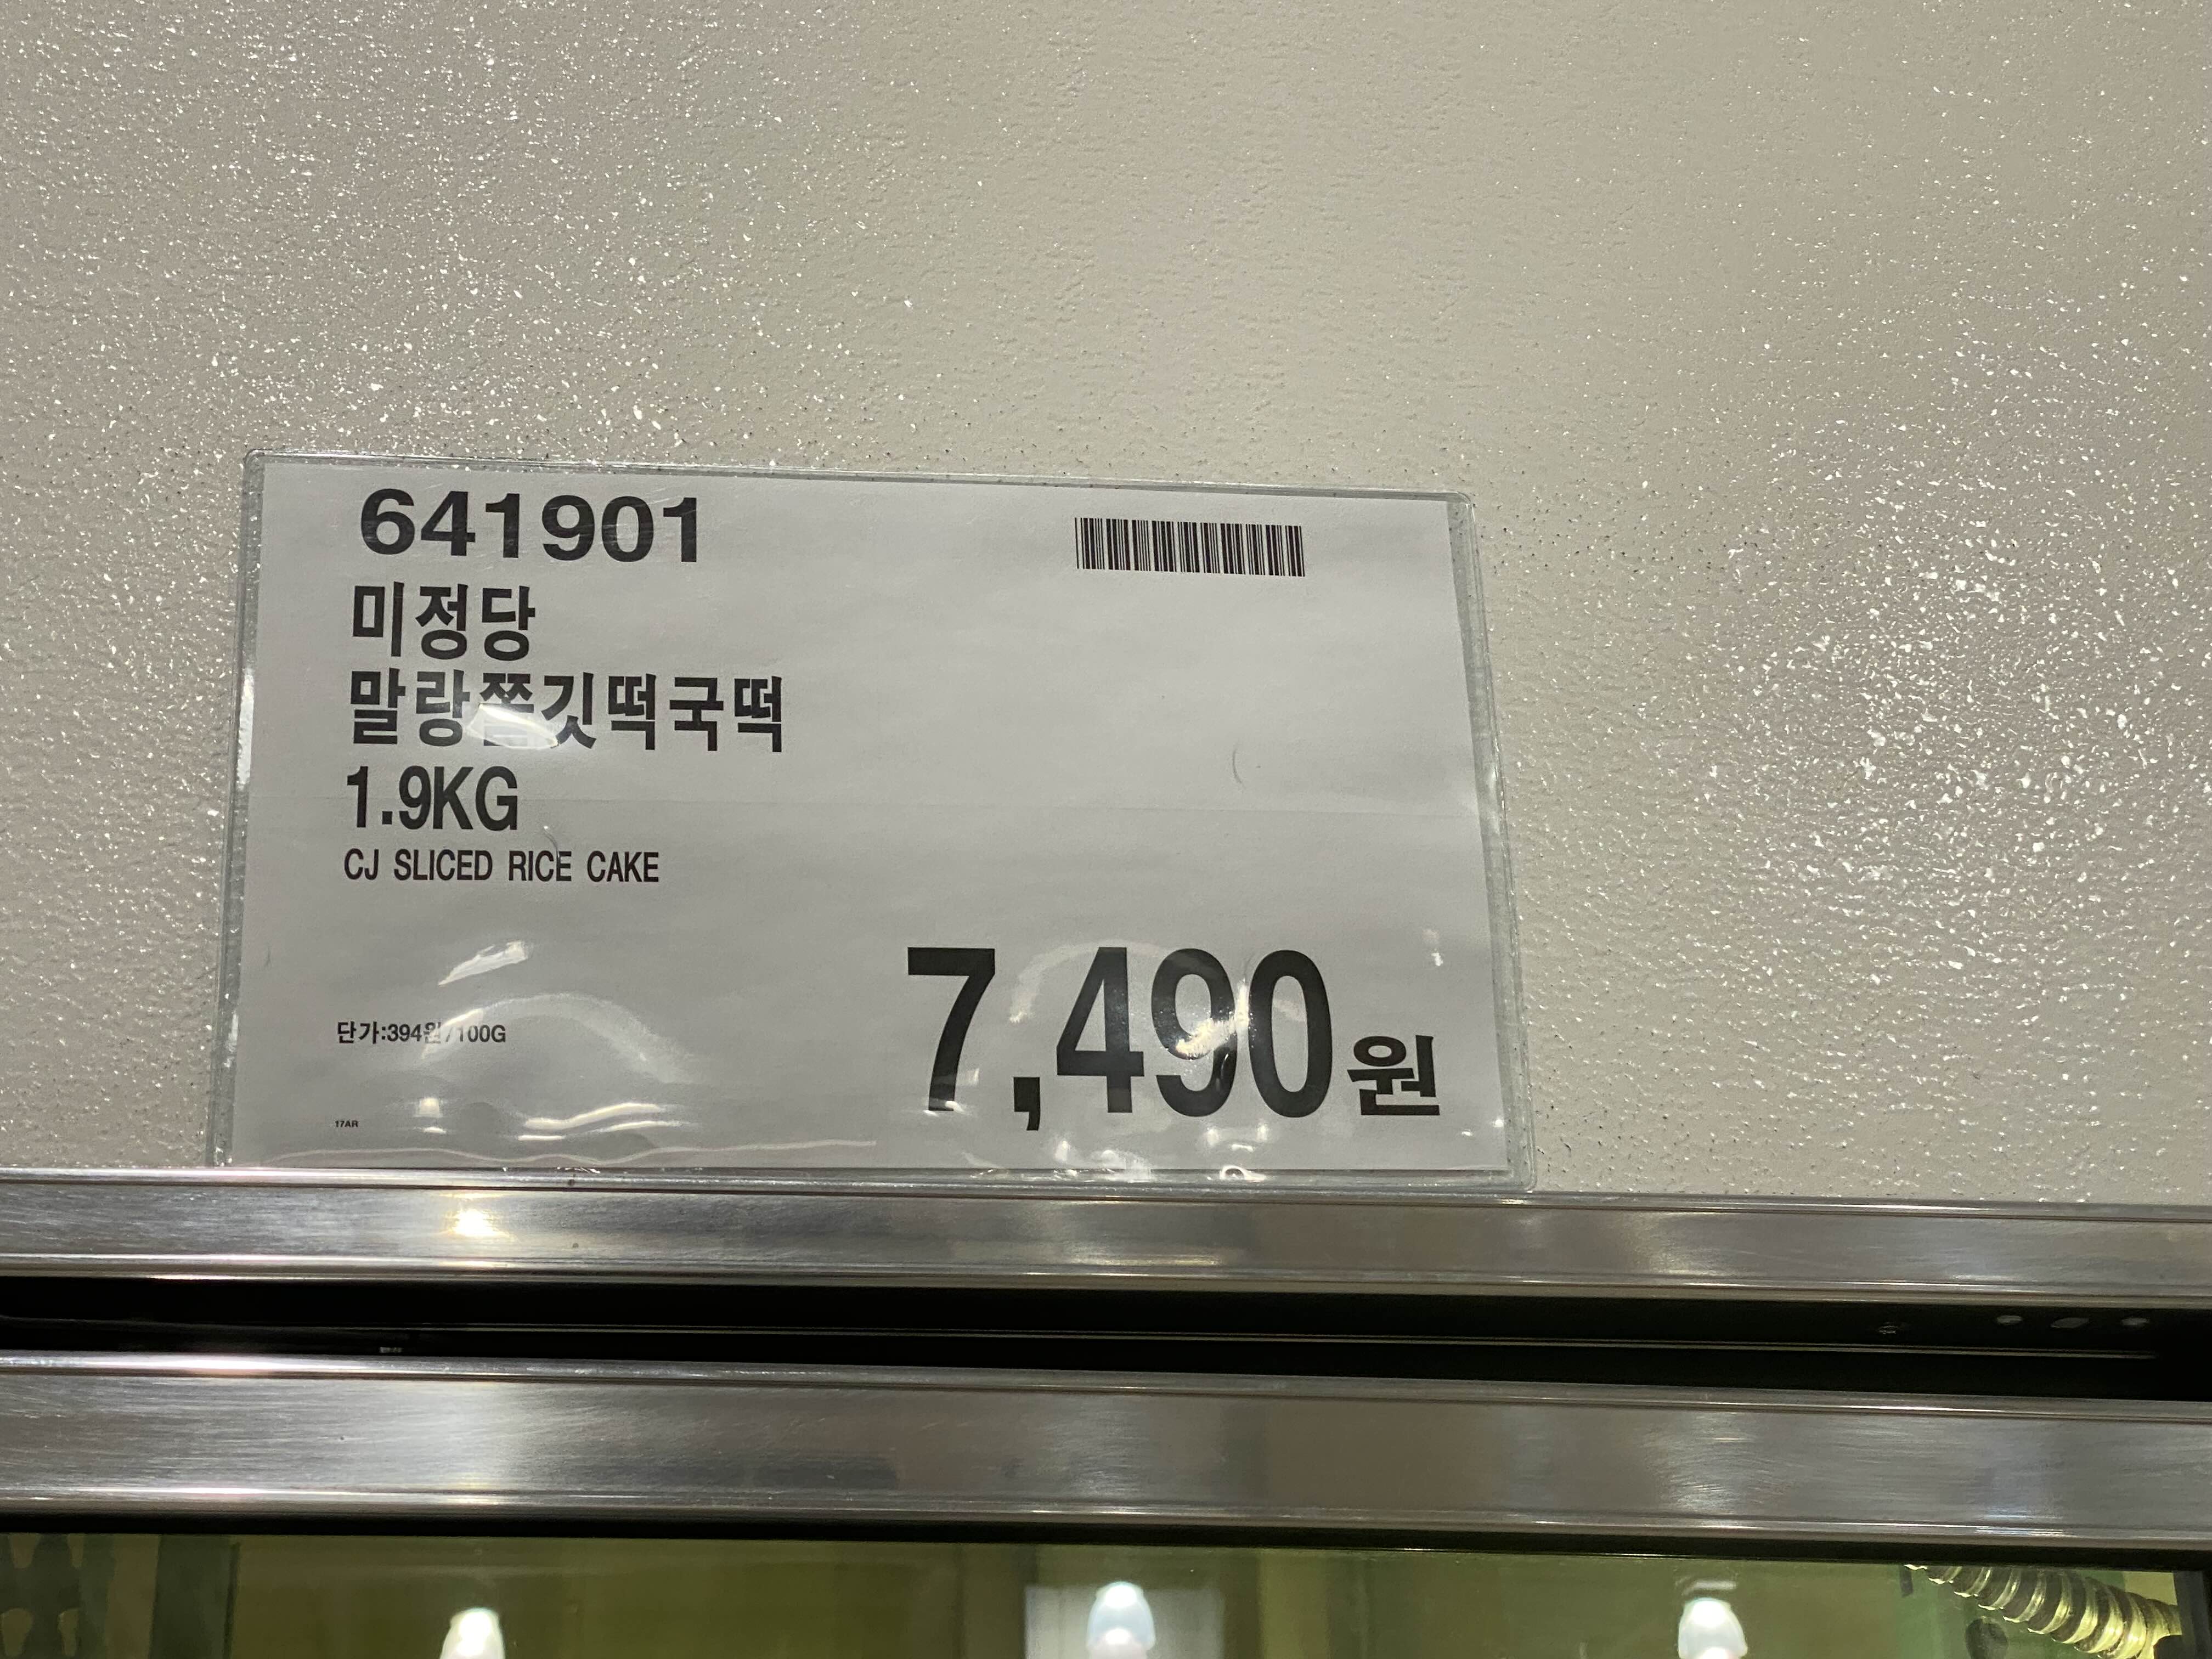 641901
미정당
말랑쫄깃떡국떡
1.9KG
CJ SLICED RICE CAKE
7,490원
단가:394원/100G
17AR